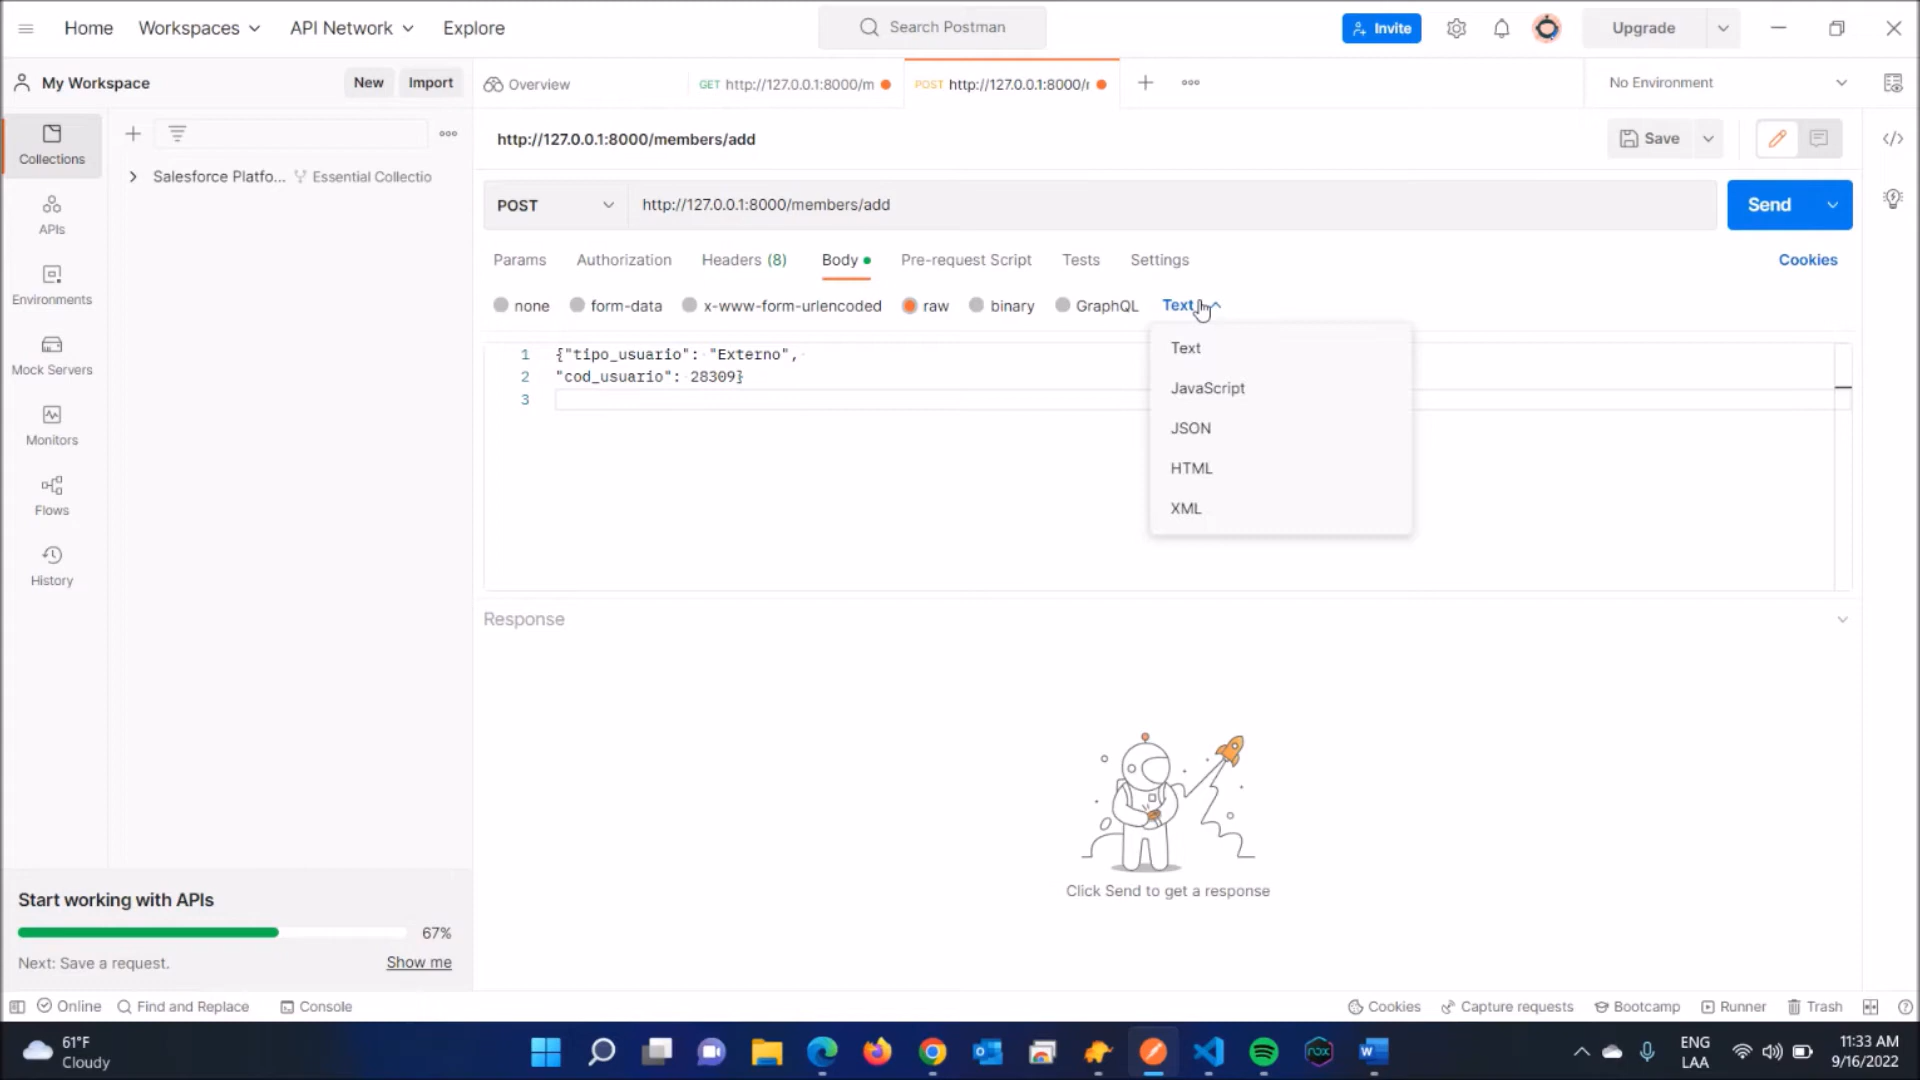 Home
Workspaces
API Network
Explore
Search Postman
Invite
Upgrade
My Workspace
New
Import
Overview
GET http://127.0.0.1:8000/m
POST http://127.0.0.1:8000/r
No Environment
Collections
APIs
Environments
Mock Servers
Monitors
Flows
History
Salesforce Platfo...
Essential Collectio
http://127.0.0.1:8000/members/add
Save
POST
http://127.0.0.1:8000/members/add
Send
Params
Authorization
Headers (8)
Body
Pre-request Script
Tests
Settings
Cookies
none
form-data
x-www-form-urlencoded
raw
binary
GraphQL
Text
1 {"tipo_usuario": "Externo",
2 "cod_usuario": 28309}
3
Text
JavaScript
JSON
HTML
XML
Response
Click Send to get a response
Start working with APIs
67%
Next: Save a request.
Show me
Online
Find and Replace
Console
Cookies
Capture requests
Bootcamp
Runner
Trash
61°F
Cloudy
nox
ENG
LAA
11:33 AM
9/16/2022